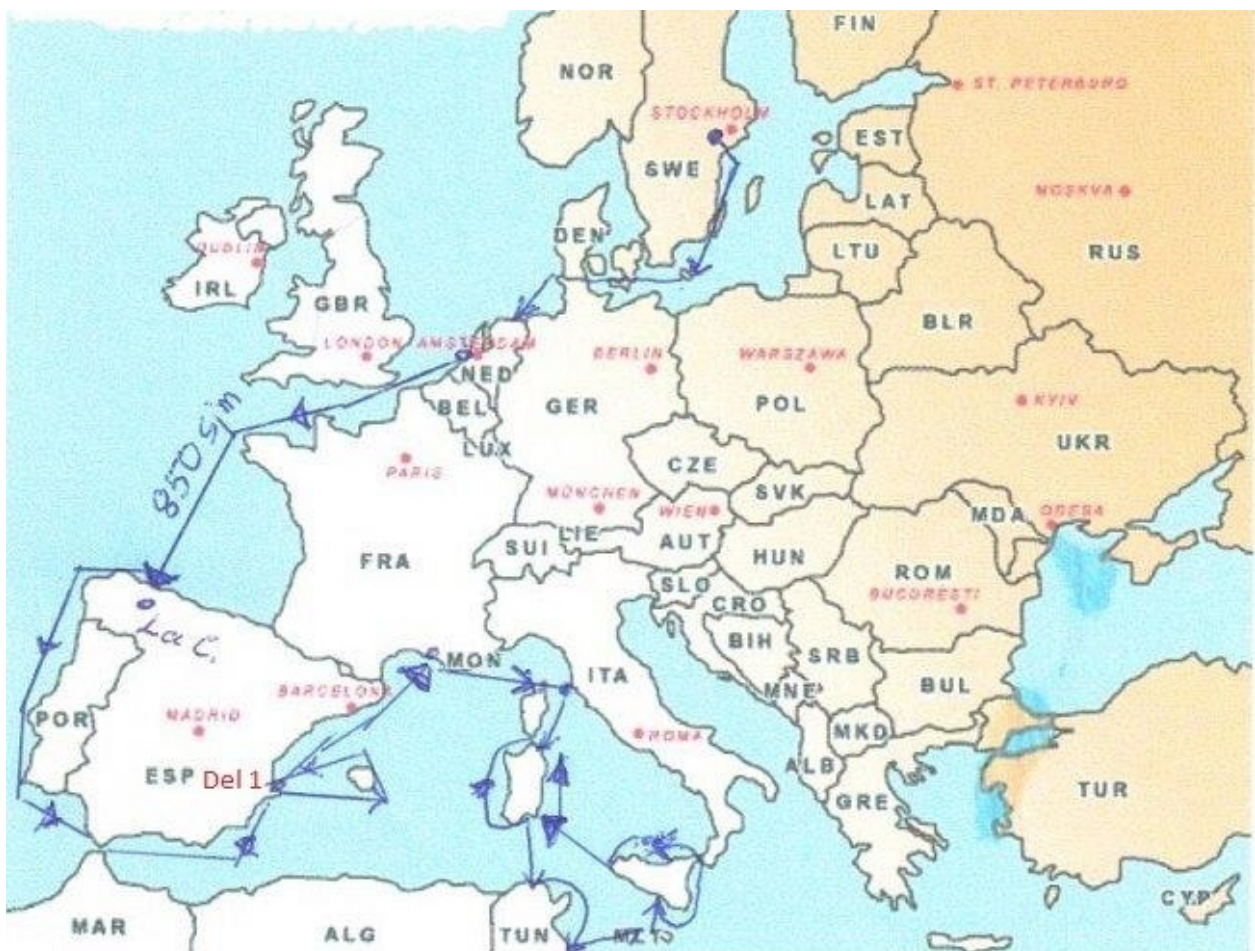 FIN
NOR
ST. PETERBURG
STOCKHOLM
EST
SWE
MOSKVA
LAT
DEN
DUBLIN
LTU
RUS
IRL
GBR
BLR
LONDON
AMSTERDAM
BERLIN
WARSZAWA
NED
BEL
GER
POL
KYIV
UKR
850 sjm
LUX
PARIS
CZE
MÜNCHEN
SVK
WIEN
MDA
ODESA
LIE
SUI
AUT
HUN
FRA
ROM
SLO
BUCURESTI
CRO
La C.
BIH
MON
SRB
ITA
BUL
BARCELONA
MNE
POR
MADRID
MKD
ROMA
ALB
ESP
Del 1
GRE
TUR
CYP
MAR
ALG
TUN